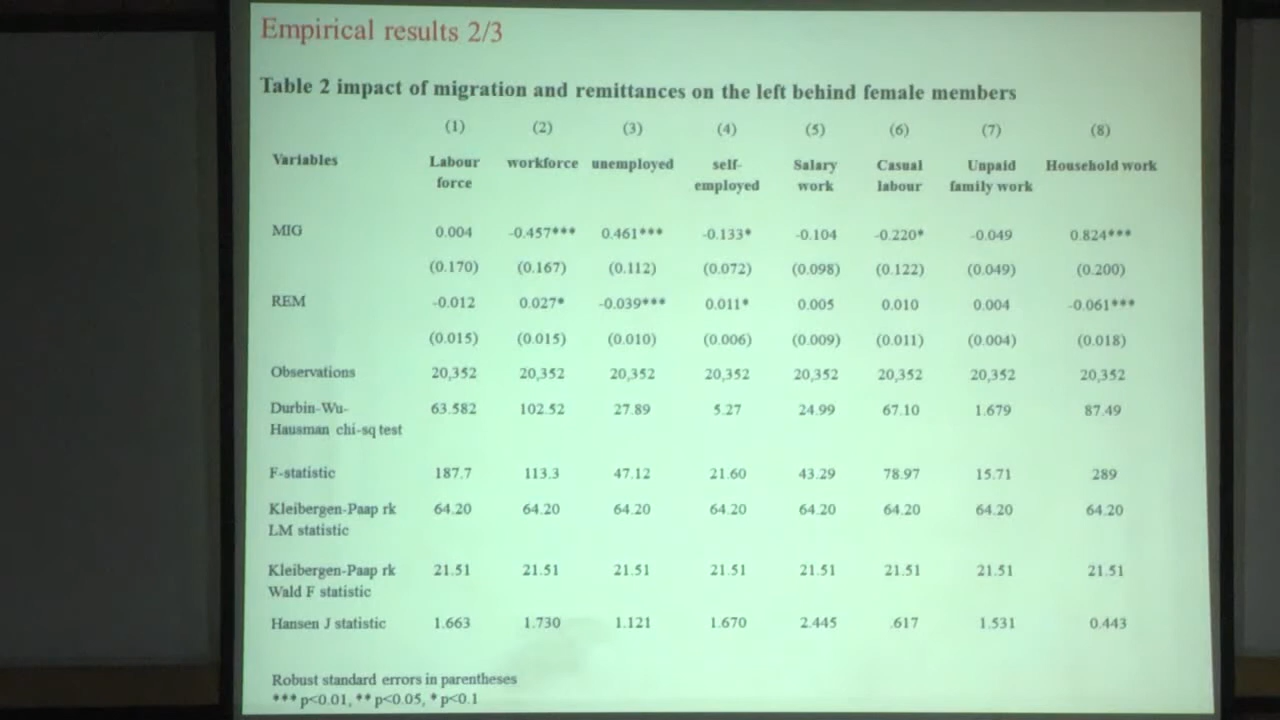 Empirical results 2/3
Table 2 impact of migration and remittances on the left behind female members
(1) (2) (3) (4) (5) (6) (7) (8)
Variables Labour force workforce unemployed self-employed Salary work Casual labour Unpaid family work Household work
MIG 0.004 -0.457*** 0.461*** -0.133* -0.104 -0.220* -0.049 0.824***
(0.170) (0.167) (0.112) (0.072) (0.098) (0.122) (0.049) (0.200)
REM -0.012 0.027* -0.039*** 0.011* 0.005 0.010 0.004 -0.061***
(0.015) (0.015) (0.010) (0.006) (0.009) (0.011) (0.004) (0.018)
Observations 20,352 20,352 20,352 20,352 20,352 20,352 20,352 20,352
Durbin-Wu-Hausman chi-sq test 63.582 102.52 27.89 5.27 24.99 67.10 1.679 87.49
F-statistic 187.7 113.3 47.12 21.60 43.29 78.97 15.71 289
Kleibergen-Paap rk LM statistic 64.20 64.20 64.20 64.20 64.20 64.20 64.20 64.20
Kleibergen-Paap rk Wald F statistic 21.51 21.51 21.51 21.51 21.51 21.51 21.51 21.51
Hansen J statistic 1.663 1.730 1.121 1.670 2.445 .617 1.531 0.443
Robust standard errors in parentheses
*** p<0.01, ** p<0.05, * p<0.1